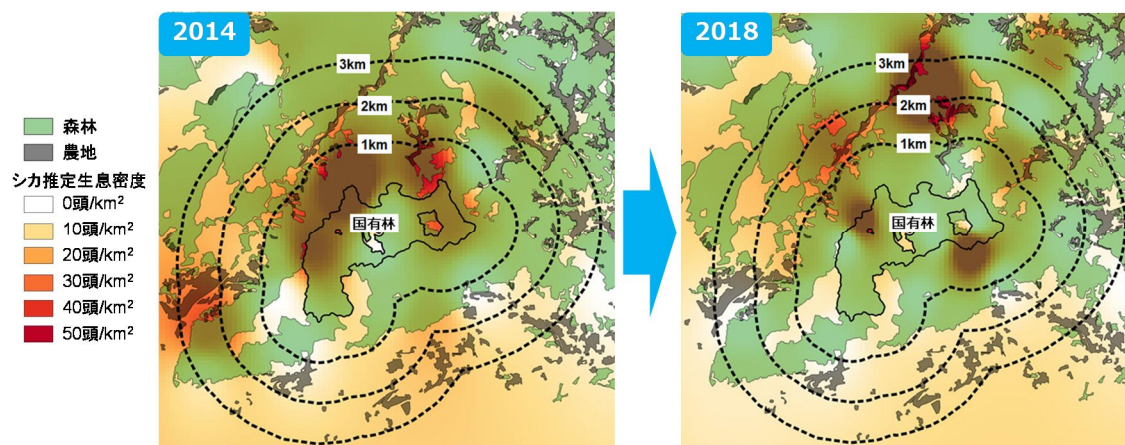 2014
3km
2km
1km
国有林
2018
3km
2km
1km
国有林
森林
農地
シカ推定生息密度
0頭/km²
10頭/km²
20頭/km²
30頭/km²
40頭/km²
50頭/km²